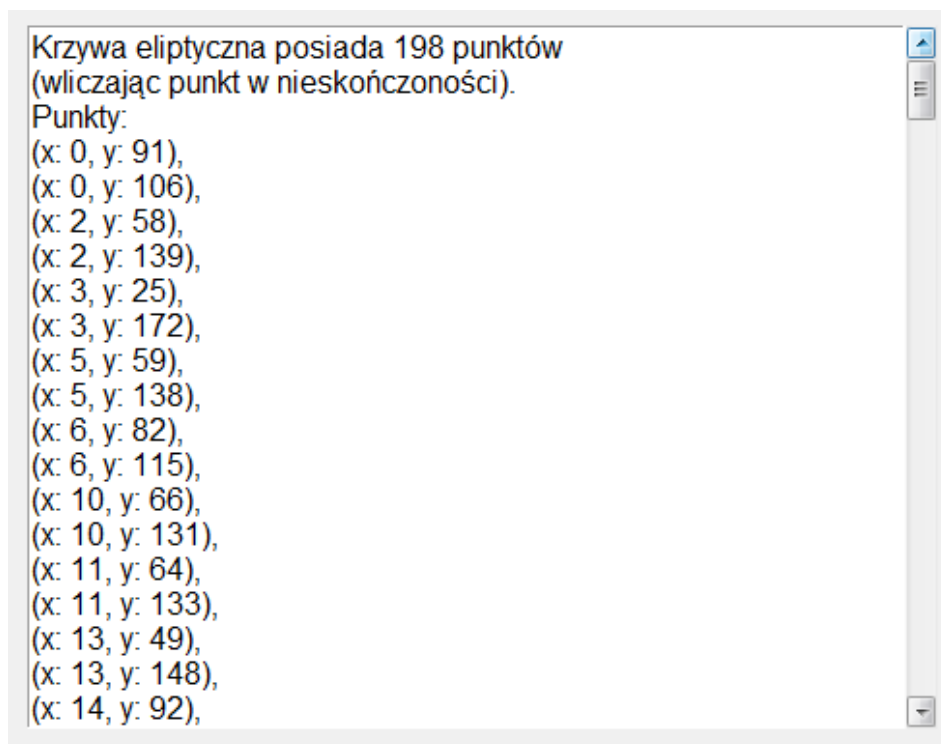 Krzywa eliptyczna posiada 198 punktów
(wliczając punkt w nieskończoności).
Punkty:
(x: 0, y: 91),
(x: 0, y: 106),
(x: 2, y: 58),
(x: 2, y: 139),
(x: 3, y: 25),
(x: 3, y: 172),
(x: 5, y: 59),
(x: 5, y: 138),
(x: 6, y: 82),
(x: 6, y: 115),
(x: 10, y: 66),
(x: 10, y: 131),
(x: 11, y: 64),
(x: 11, y: 133),
(x: 13, y: 49),
(x: 13, y: 148),
(x: 14, y: 92),